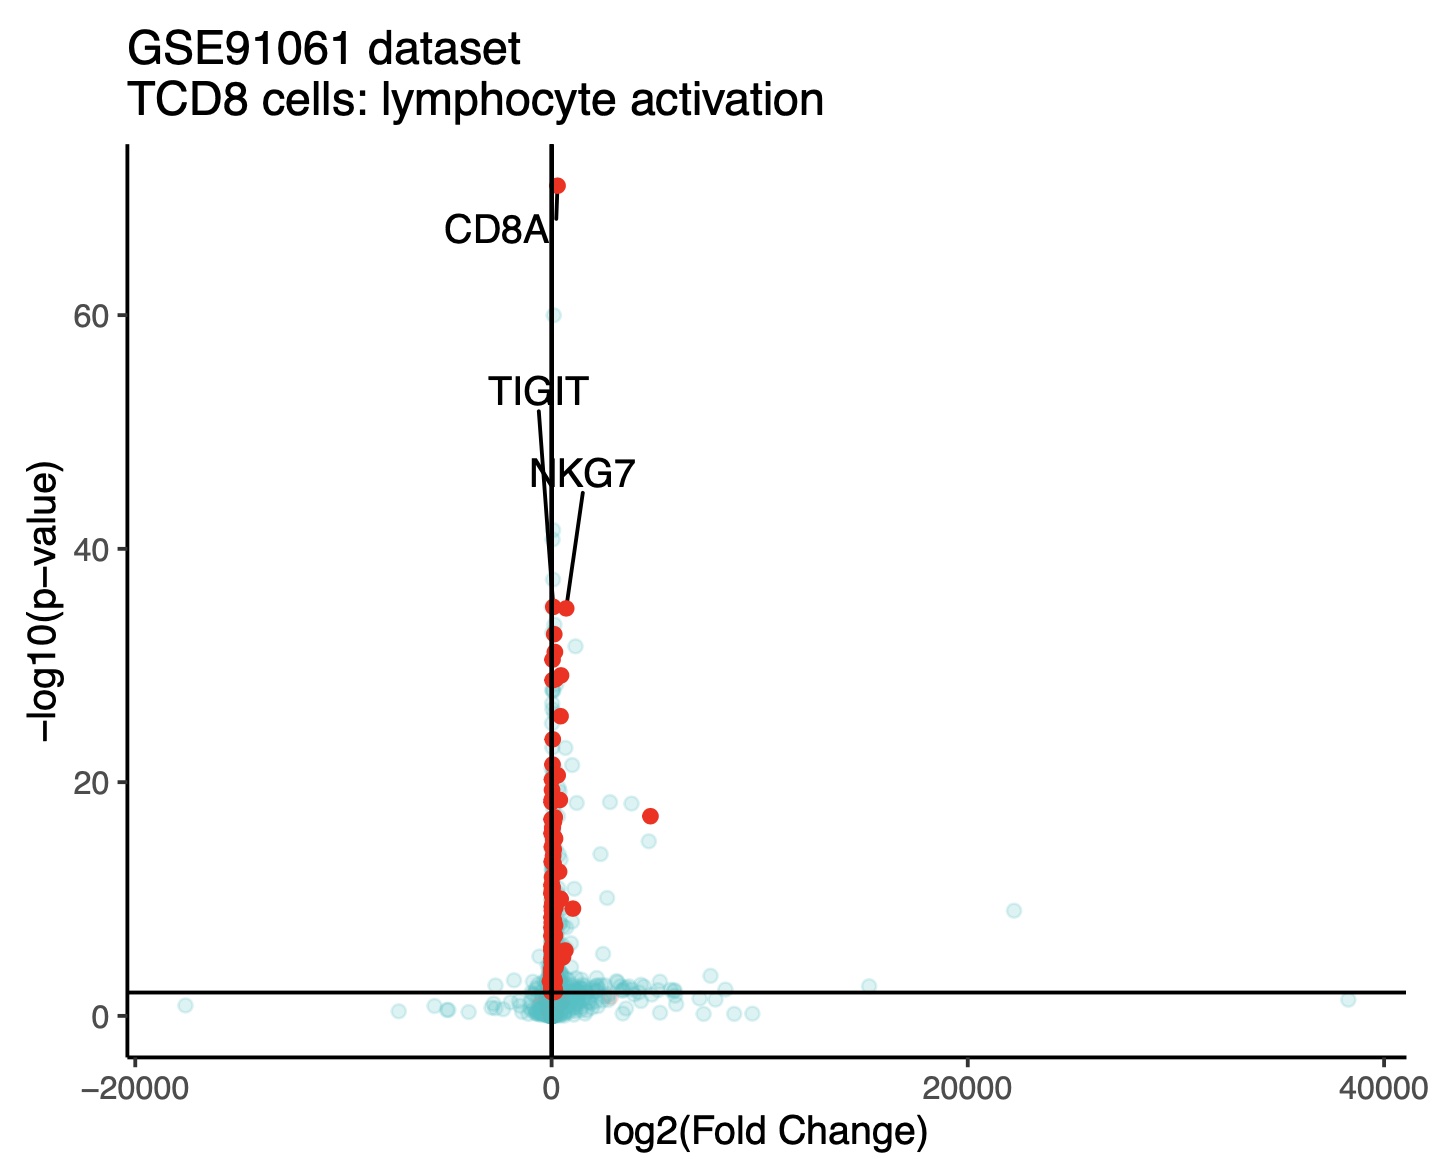 GSE91061 dataset
TCD8 cells: lymphocyte activation
CD8A
TIGIT
NKG7
60
40
20
0
−log10(p−value)
−20000
0
20000
40000
log2(Fold Change)